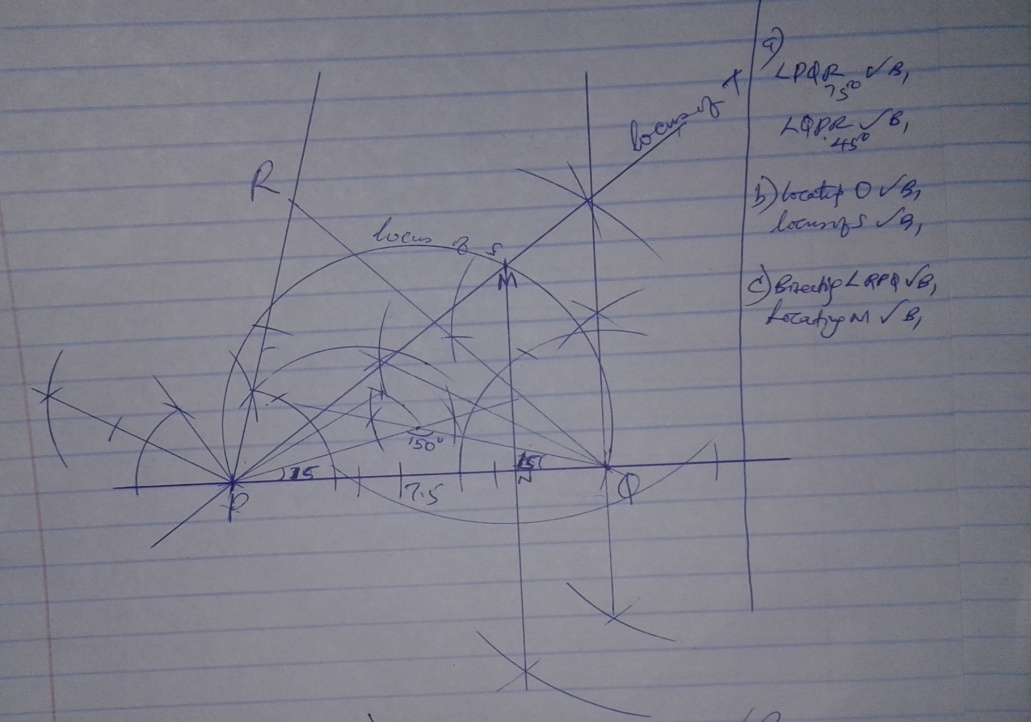 a)
∠PQR √B,
75°
∠QPR √B,
45°
b) locating O √B,
locus of S √B,
c) Bisecting ∠RPQ √B,
Locating M √B,
locus of T
R
locus of S
M
150°
15
15
P
7.5
N
Q